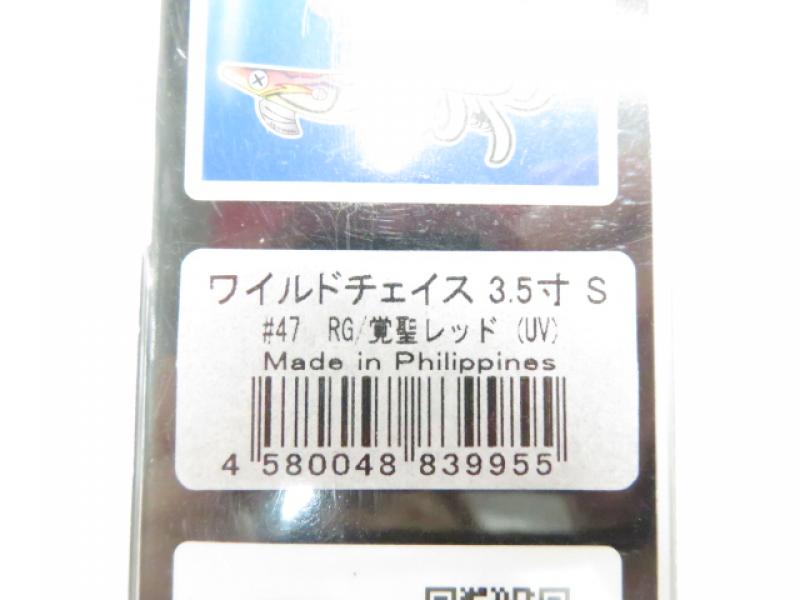 ワイルドチェイス 3.5寸 S
#47 RG/覚聖レッド (UV)
Made in Philippines
4 580048 839955